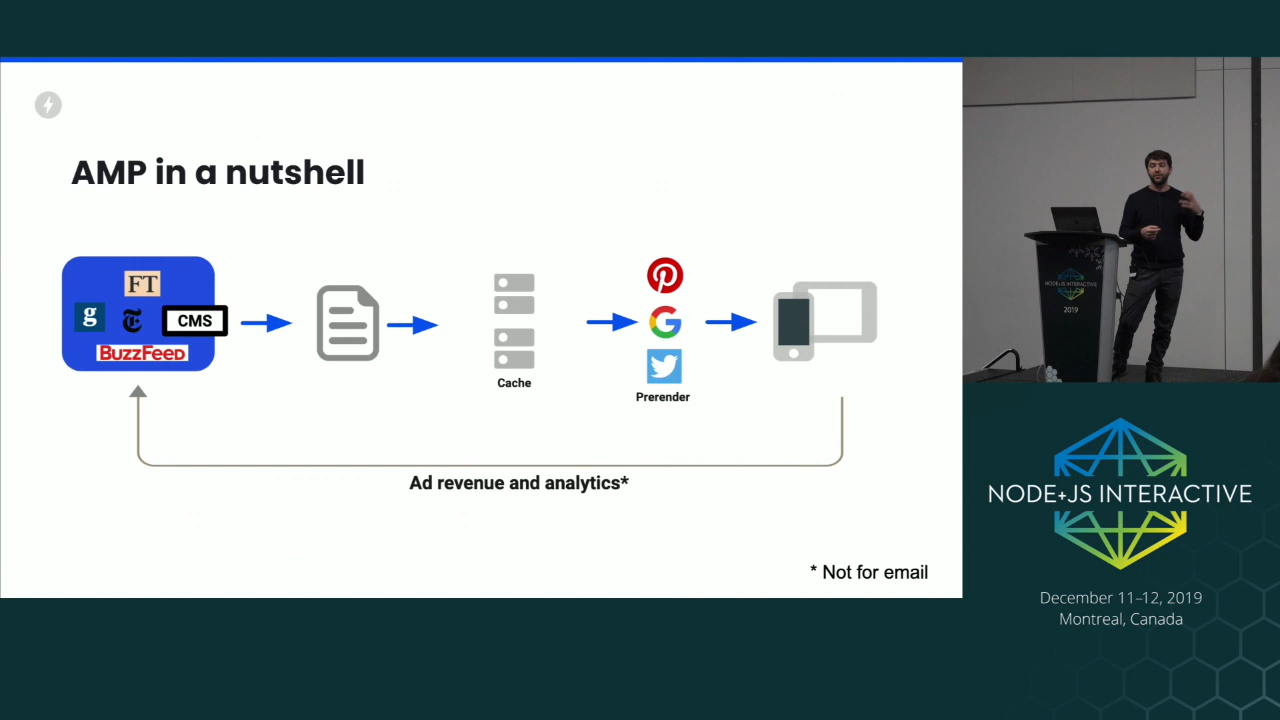 AMP in a nutshell
FT
g
T
CMS
BuzzFeed
Cache
G
Prerender
Ad revenue and analytics*
* Not for email
NODE+JS INTERACTIVE
2019
NODE+JS INTERACTIVE
December 11–12, 2019
Montreal, Canada